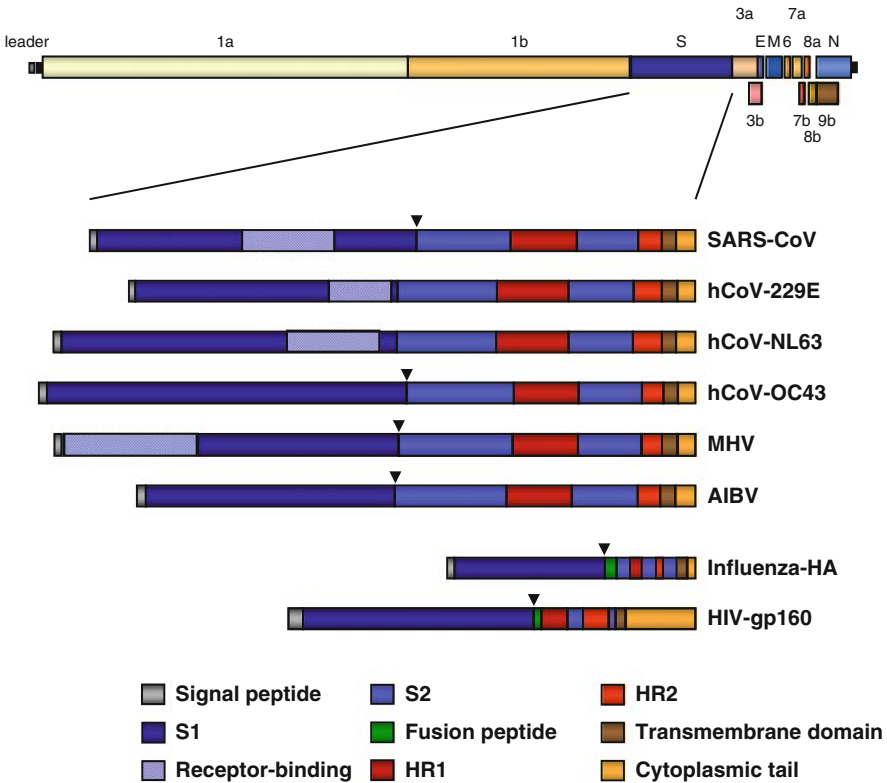 3a 7a
leader 1a 1b S E M 6 8a N
3b 7b 9b
8b
SARS-CoV
hCoV-229E
hCoV-NL63
hCoV-OC43
MHV
AIBV
Influenza-HA
HIV-gp160
Signal peptide S2 HR2
S1 Fusion peptide Transmembrane domain
Receptor-binding HR1 Cytoplasmic tail